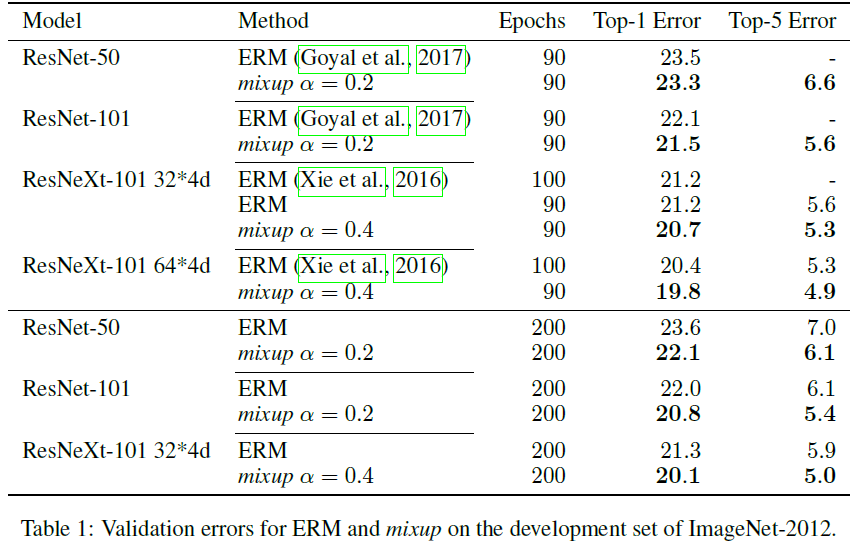 Model Method Epochs Top-1 Error Top-5 Error
ResNet-50 ERM (Goyal et al., 2017) 90 23.5 -
mixup α = 0.2 90 23.3 6.6
ResNet-101 ERM (Goyal et al., 2017) 90 22.1 -
mixup α = 0.2 90 21.5 5.6
ResNeXt-101 32*4d ERM (Xie et al., 2016) 100 21.2 -
ERM 90 21.2 5.6
mixup α = 0.4 90 20.7 5.3
ResNeXt-101 64*4d ERM (Xie et al., 2016) 100 20.4 5.3
mixup α = 0.4 90 19.8 4.9
ResNet-50 ERM 200 23.6 7.0
mixup α = 0.2 200 22.1 6.1
ResNet-101 ERM 200 22.0 6.1
mixup α = 0.2 200 20.8 5.4
ResNeXt-101 32*4d ERM 200 21.3 5.9
mixup α = 0.4 200 20.1 5.0
Table 1: Validation errors for ERM and mixup on the development set of ImageNet-2012.